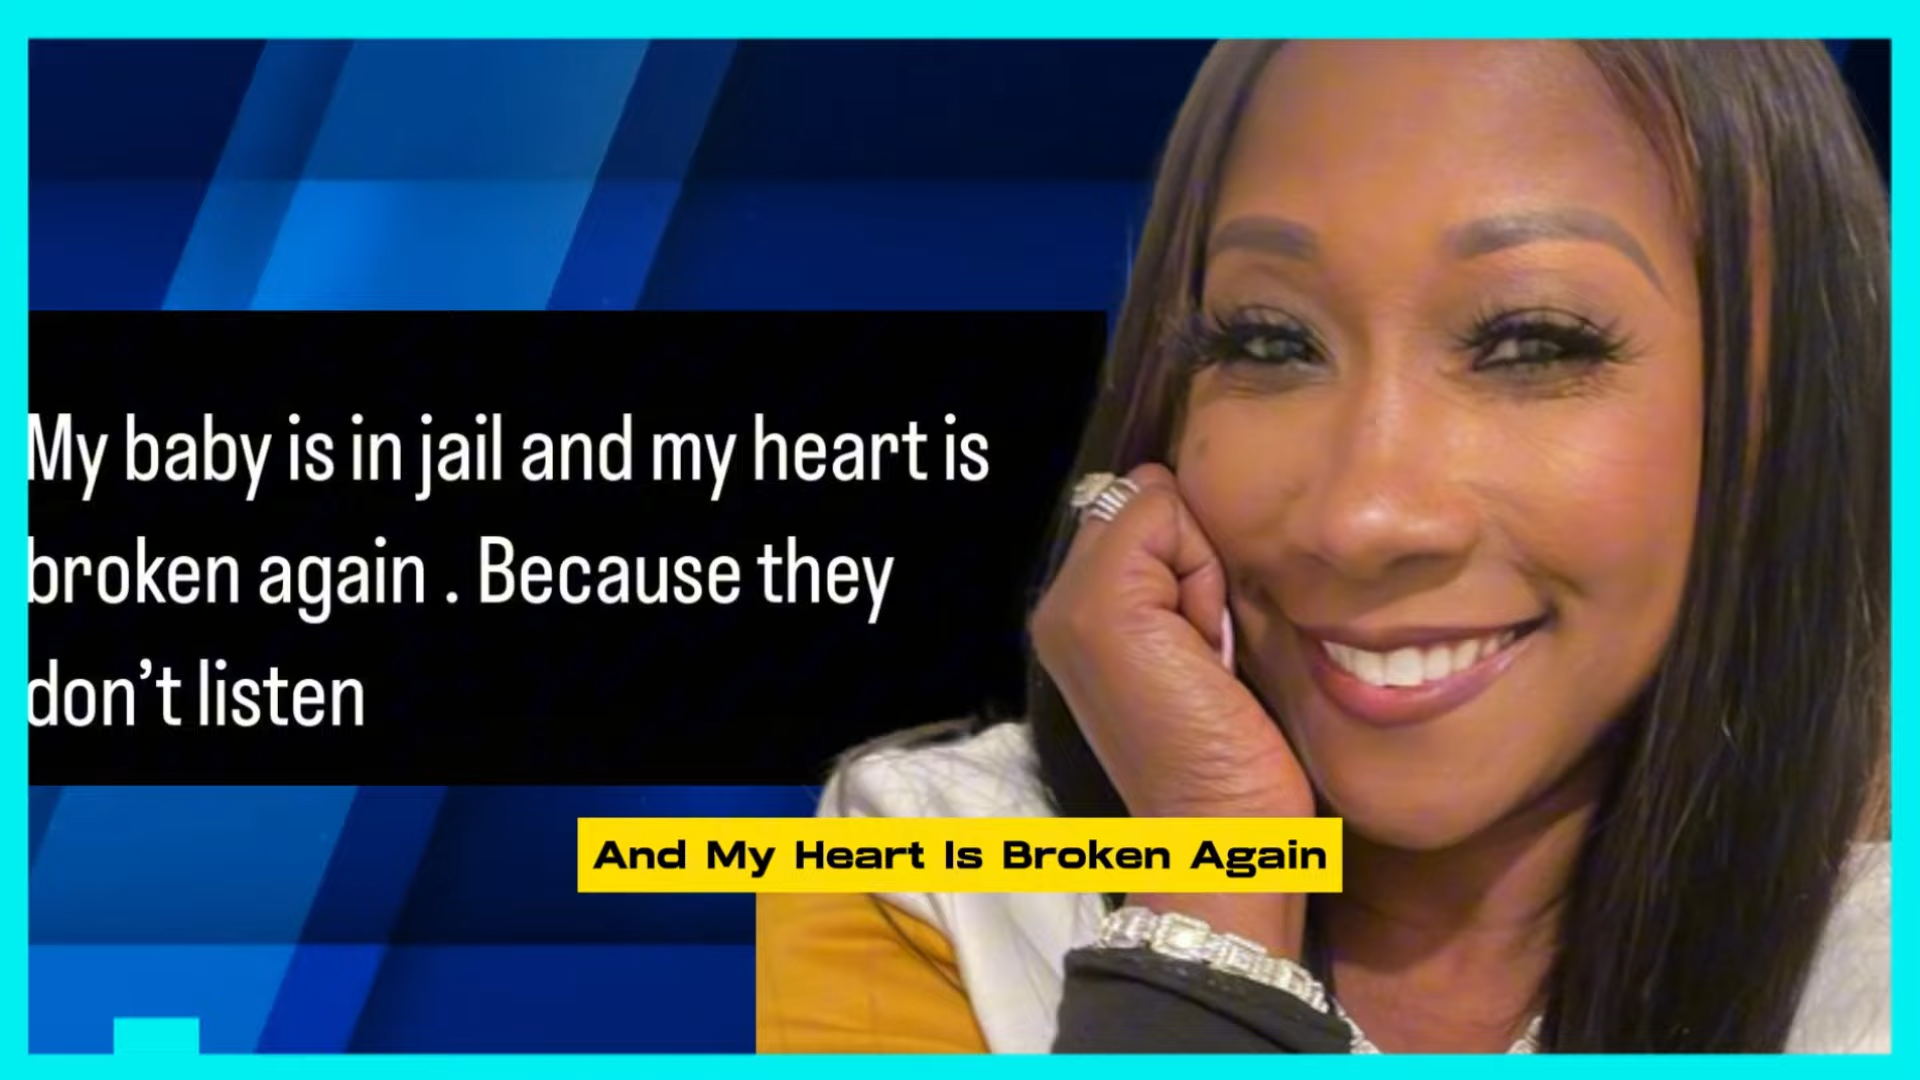 My baby is in jail and my heart is
broken again . Because they
don’t listen
And My Heart Is Broken Again